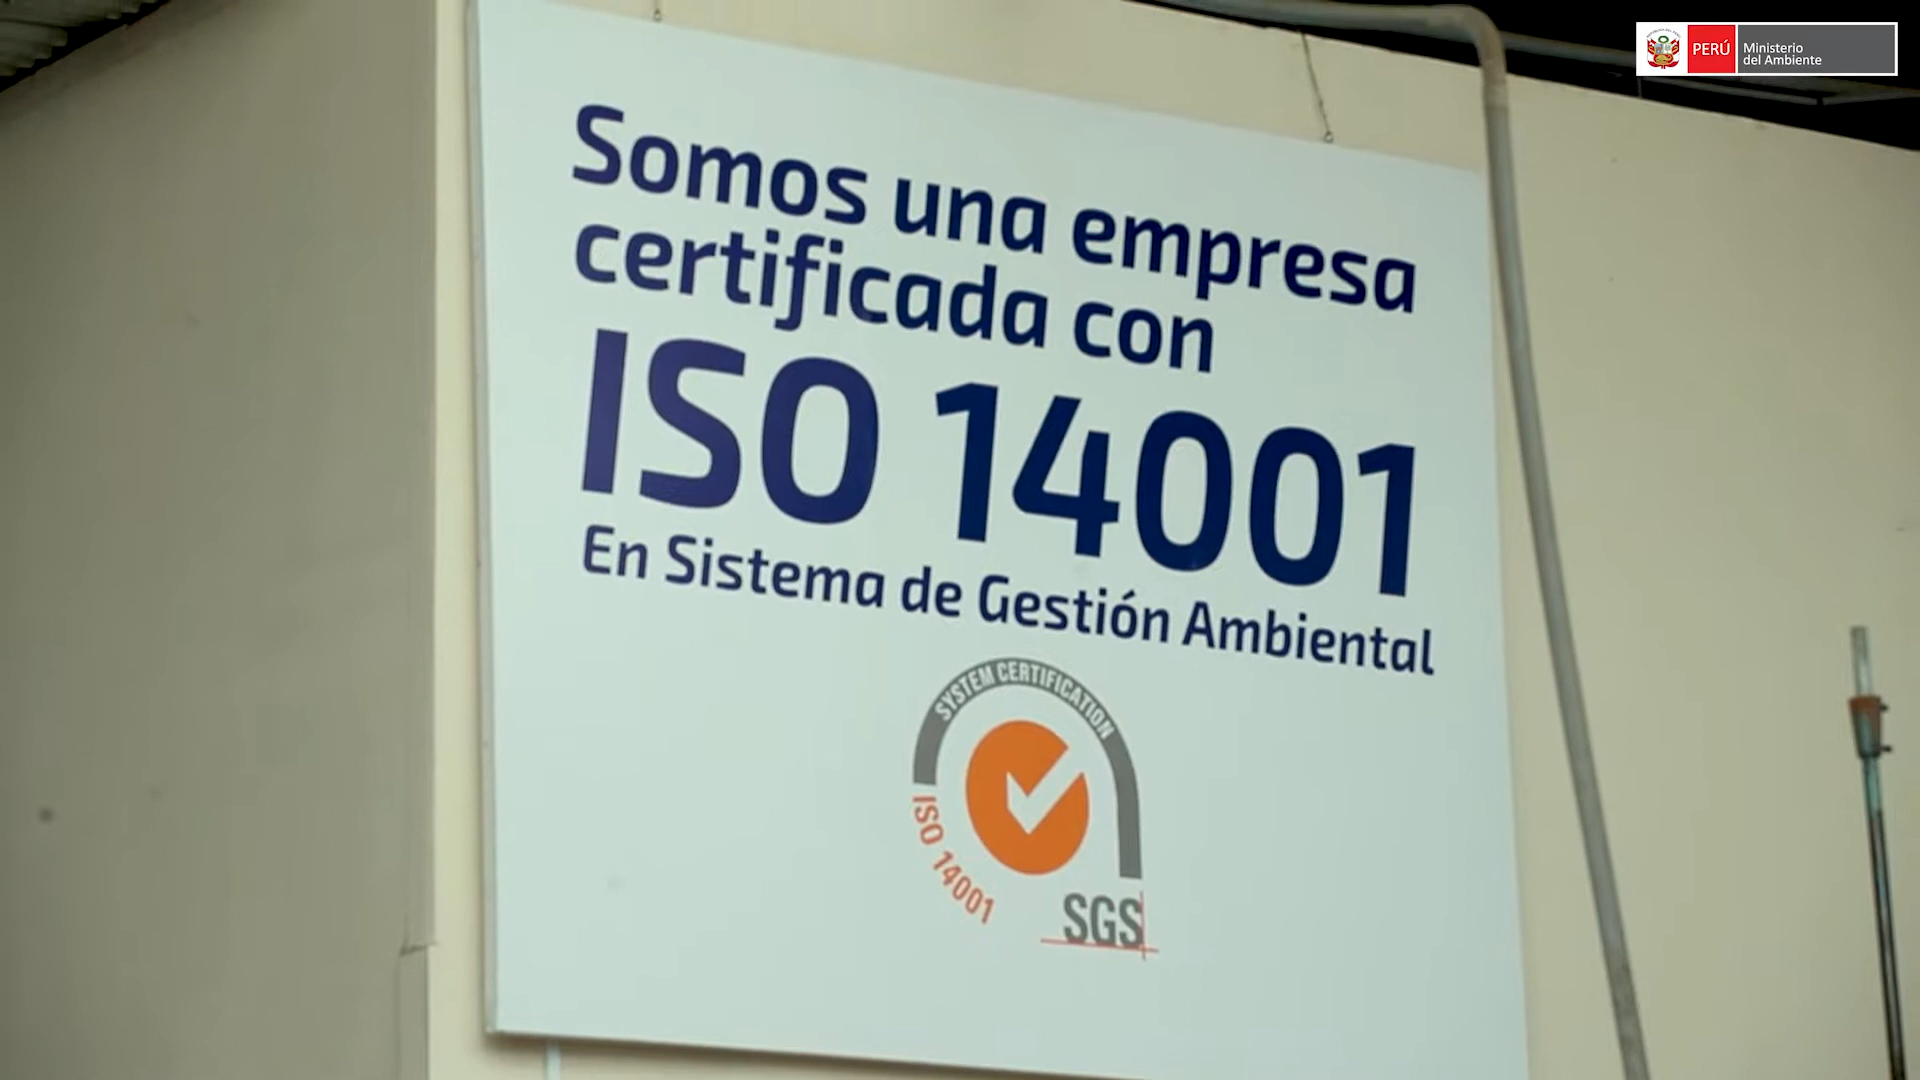 Somos una empresa
certificada con
ISO 14001
En Sistema de Gestión Ambiental
SYSTEM CERTIFICATION
ISO 14001
SGS
PERÚ
Ministerio
del Ambiente